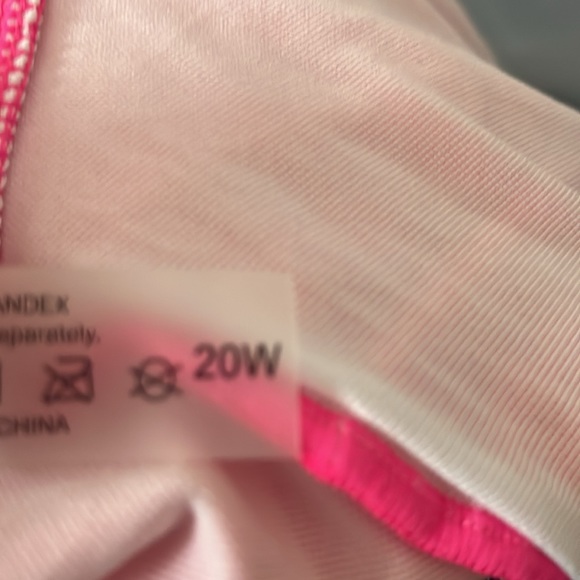 ANDEX
eparately.
20W
CHINA